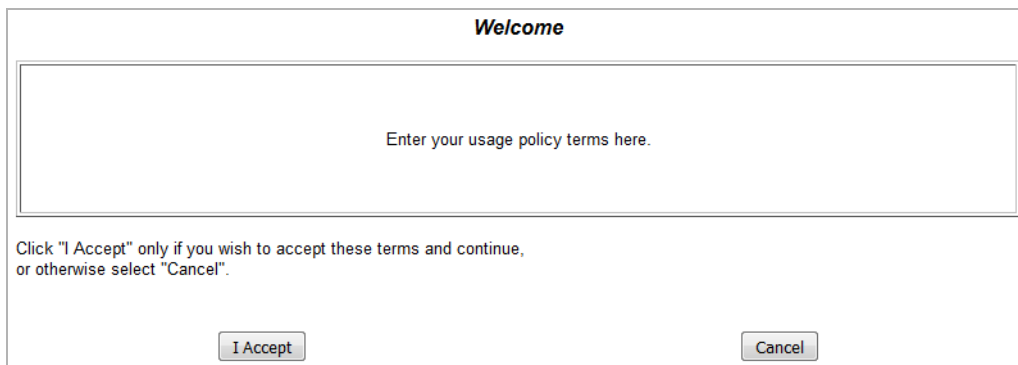 Welcome
Enter your usage policy terms here.
Click "I Accept" only if you wish to accept these terms and continue,
or otherwise select "Cancel".
I Accept
Cancel